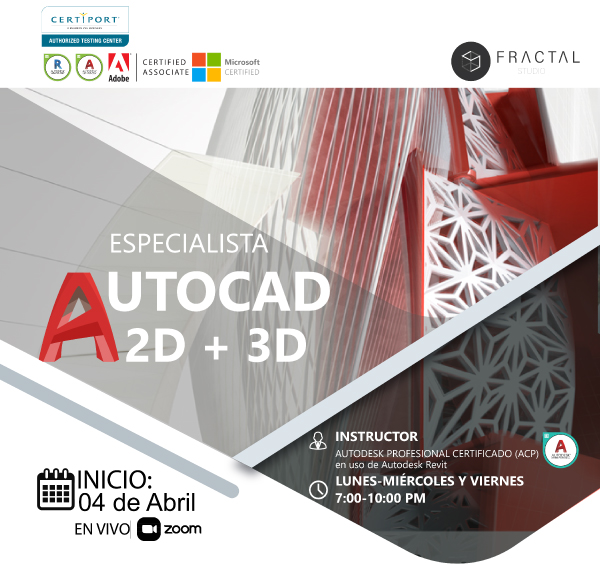 CERTIPORT
AUTHORIZED TESTING CENTER
R
A
Adobe
CERTIFIED
ASSOCIATE
Microsoft
CERTIFIED
FRACTAL
STUDIO
ESPECIALISTA
AUTOCAD
2D + 3D
INSTRUCTOR
AUTODESK PROFESIONAL CERTIFICADO (ACP)
en uso de Autodesk Revit
A
LUNES-MIÉRCOLES Y VIERNES
7:00-10:00 PM
INICIO:
04 de Abril
EN VIVO
zoom